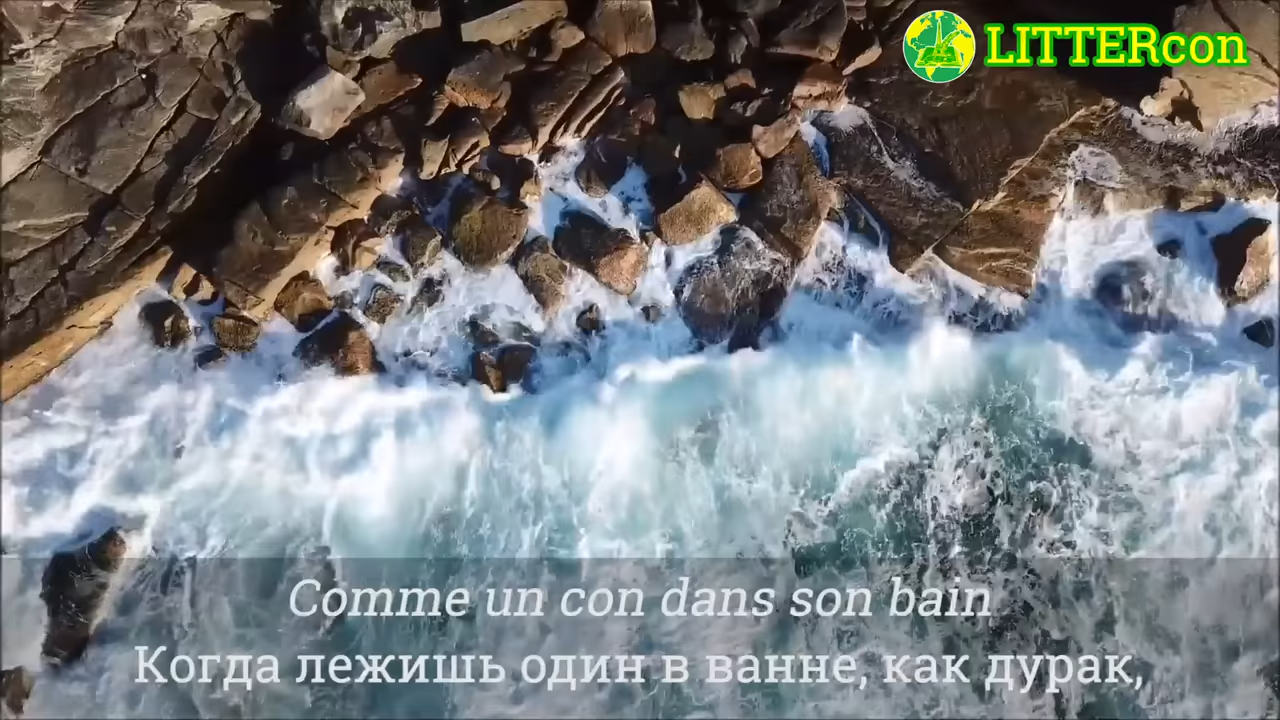 LITTERcon
Comme un con dans son bain
Когда лежишь один в ванне, как дурак,